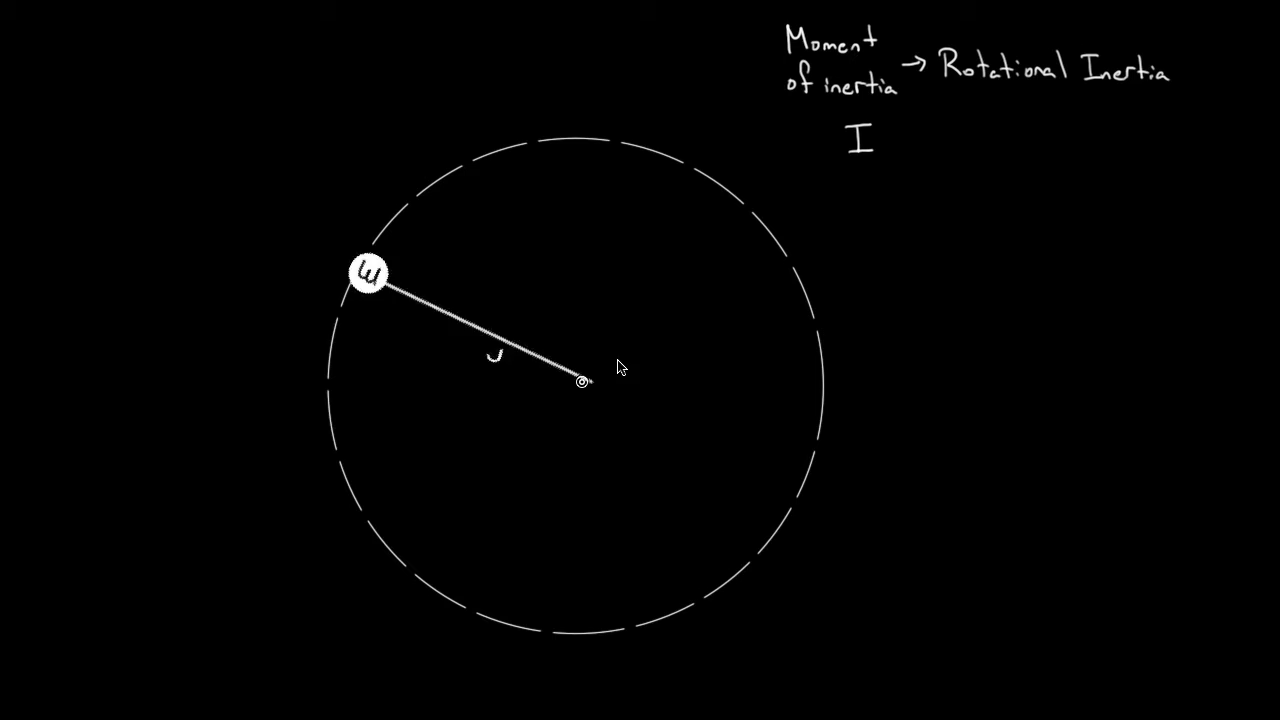 Moment
of inertia → Rotational Inertia
I
m
r